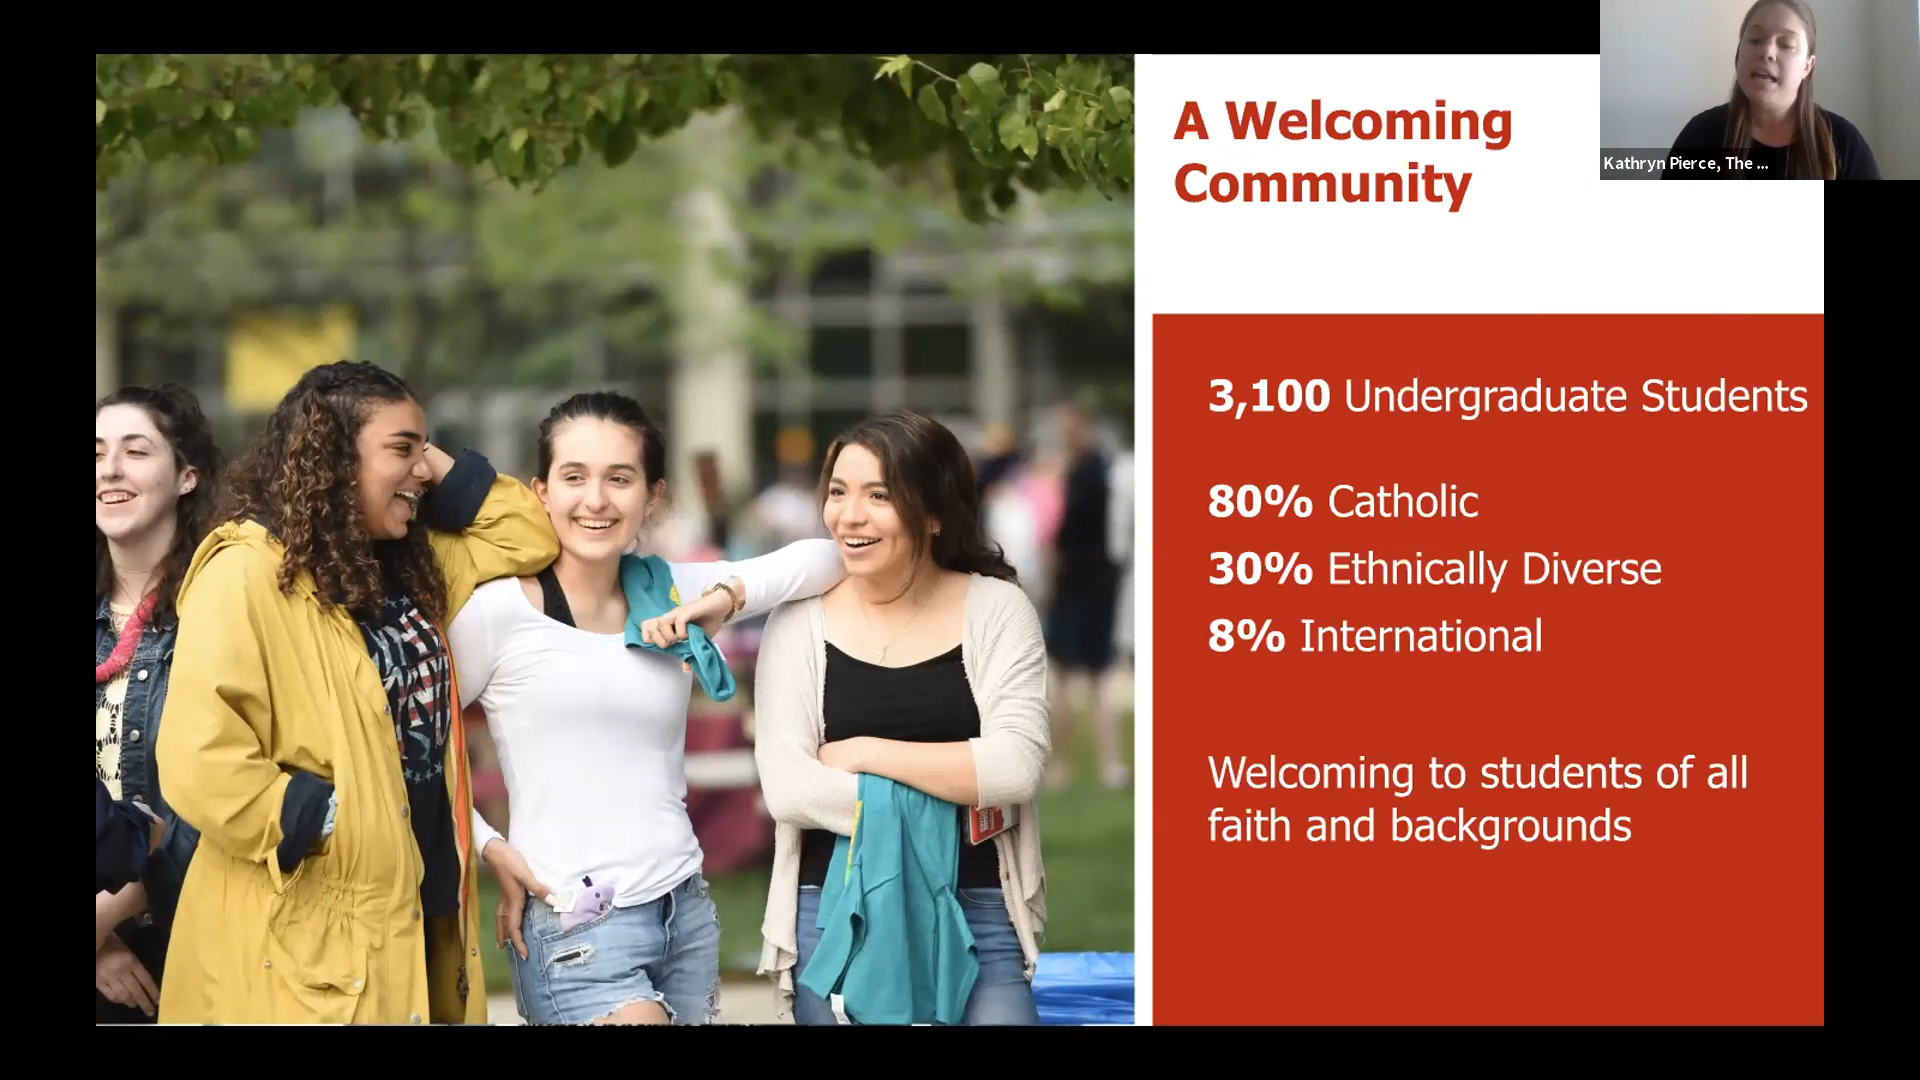 A Welcoming
Community
Kathryn Pierce, The ...
3,100 Undergraduate Students
80% Catholic
30% Ethnically Diverse
8% International
Welcoming to students of all
faith and backgrounds